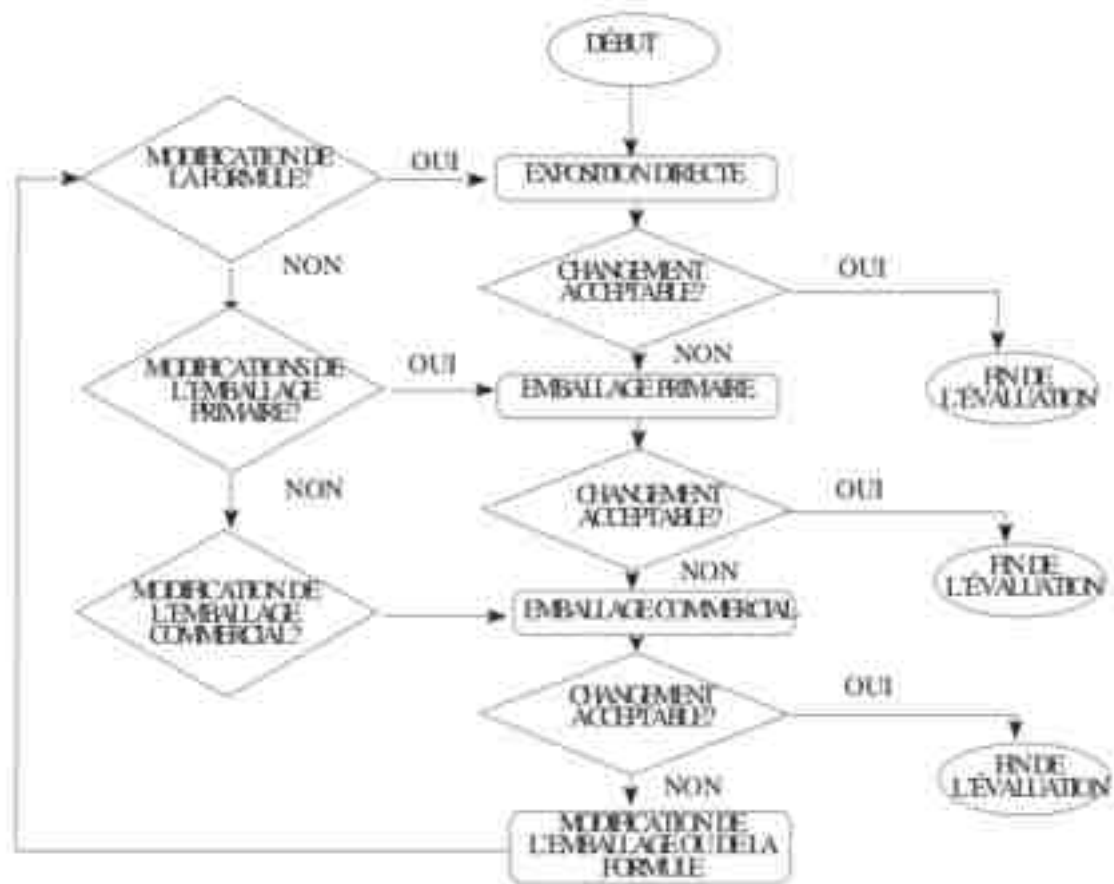 DÉBUT
MODIFICATION DE
LA FORMULE?
OUI
EXPOSITION DIRECTE
NON
CHANGEMENT
ACCEPTABLE?
OUI
NON
FIN DE
L'ÉVALUATION
MODIFICATIONS DE
L'EMBALLAGE
PRIMAIRE?
OUI
EMBALLAGE PRIMAIRE
NON
CHANGEMENT
ACCEPTABLE?
OUI
NON
FIN DE
L'ÉVALUATION
MODIFICATION DE
L'EMBALLAGE
COMMERCIAL?
EMBALLAGE COMMERCIAL
CHANGEMENT
ACCEPTABLE?
OUI
NON
FIN DE
L'ÉVALUATION
MODIFICATION DE
L'EMBALLAGE OU DE LA
FORMULE